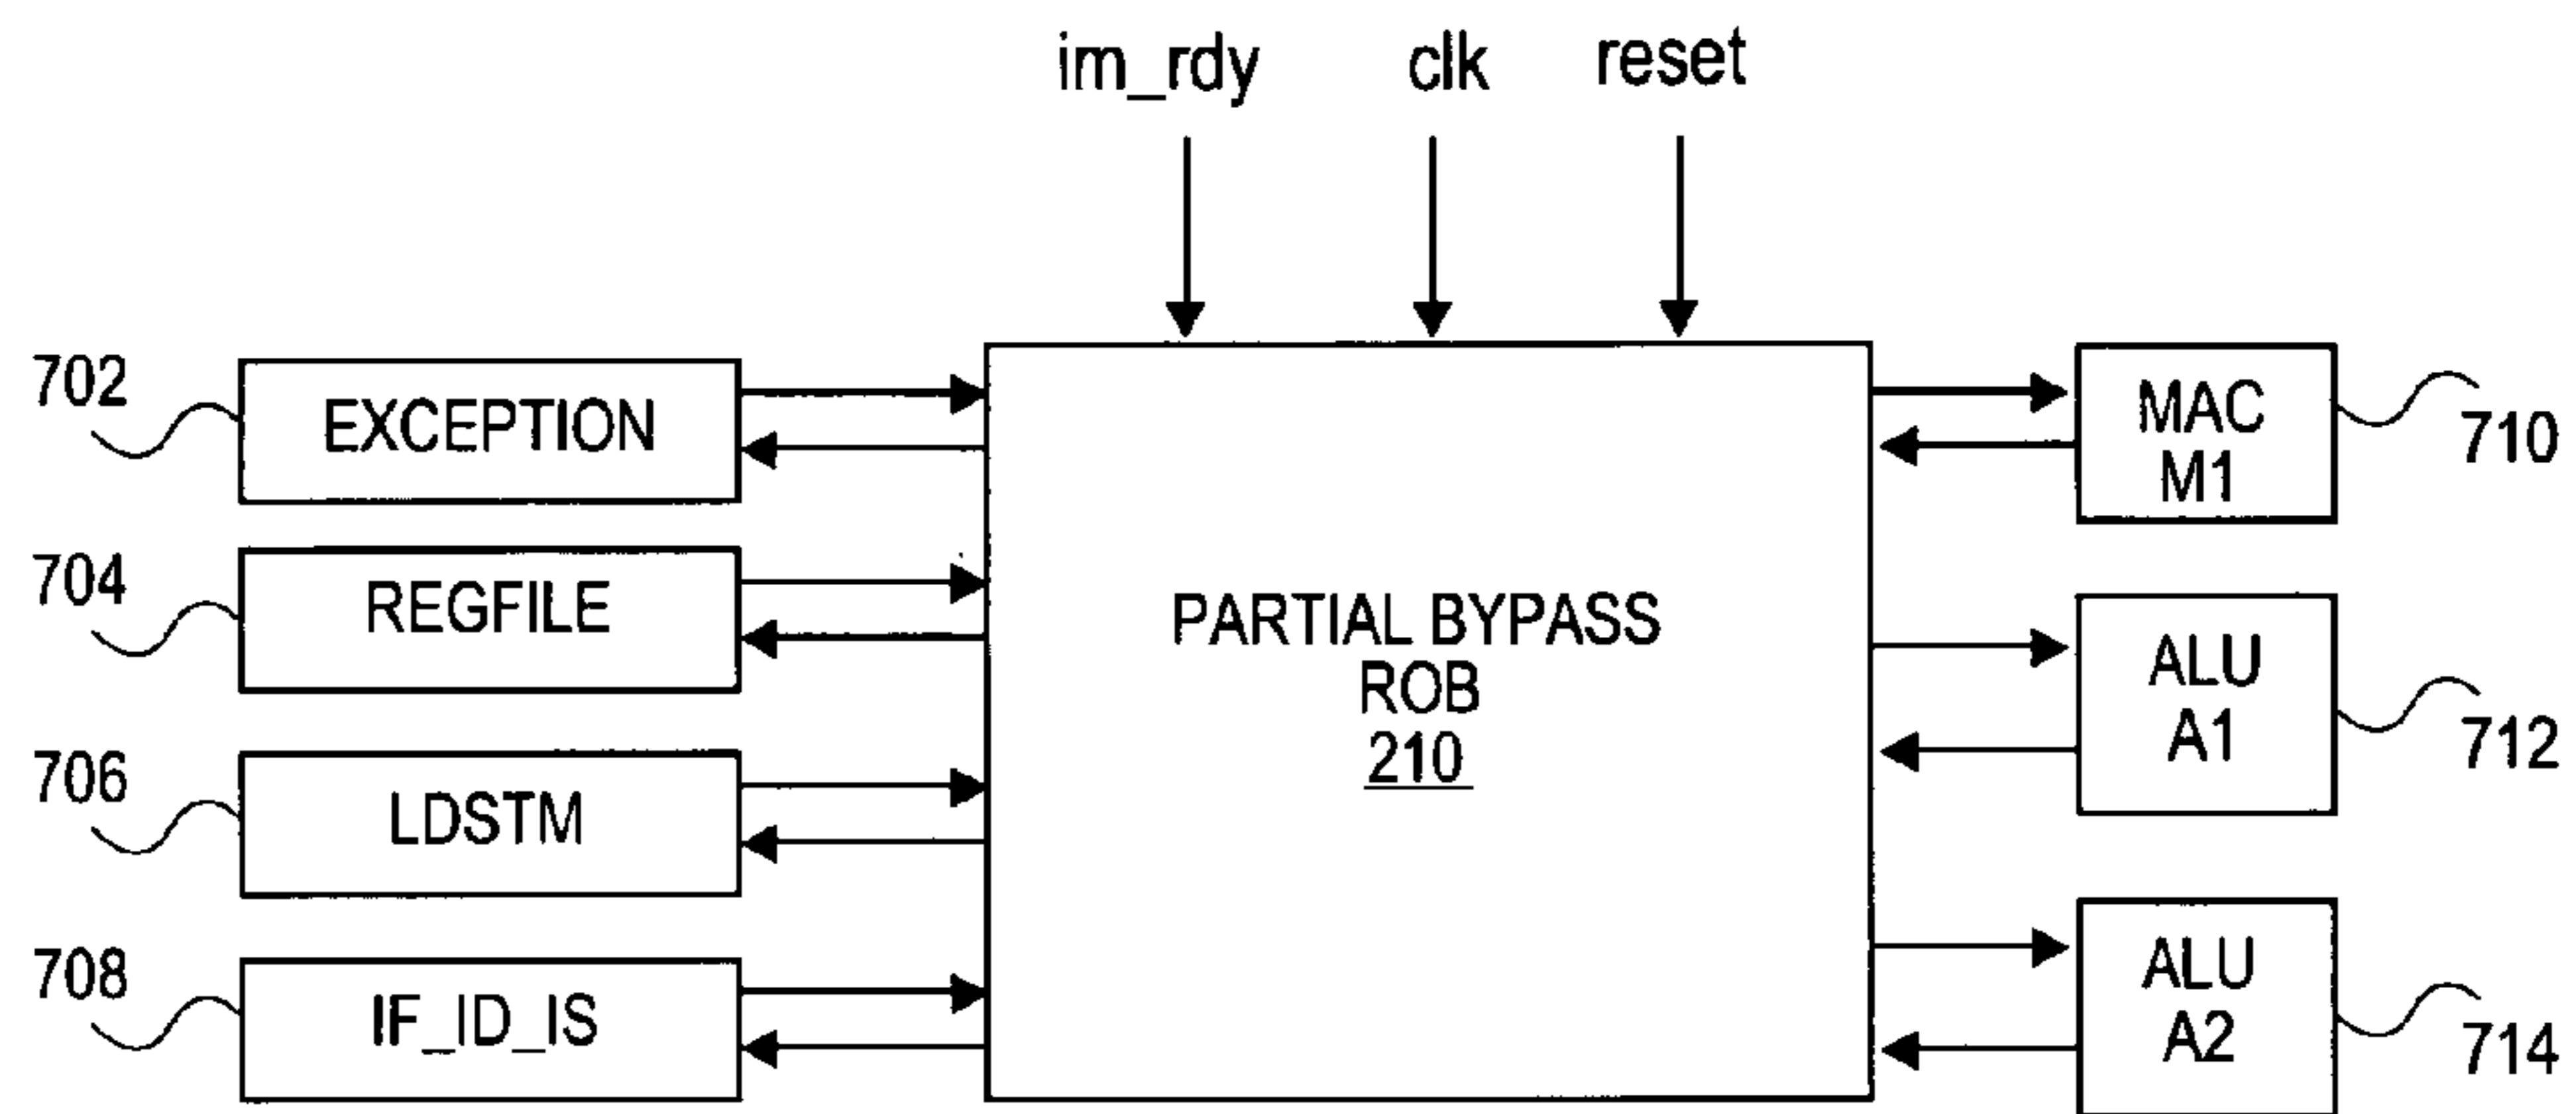 im_rdy clk reset
702
EXCEPTION
704
REGFILE
706
LDSTM
708
IF_ID_IS
PARTIAL BYPASS
ROB
210
MAC
M1
710
ALU
A1
712
ALU
A2
714